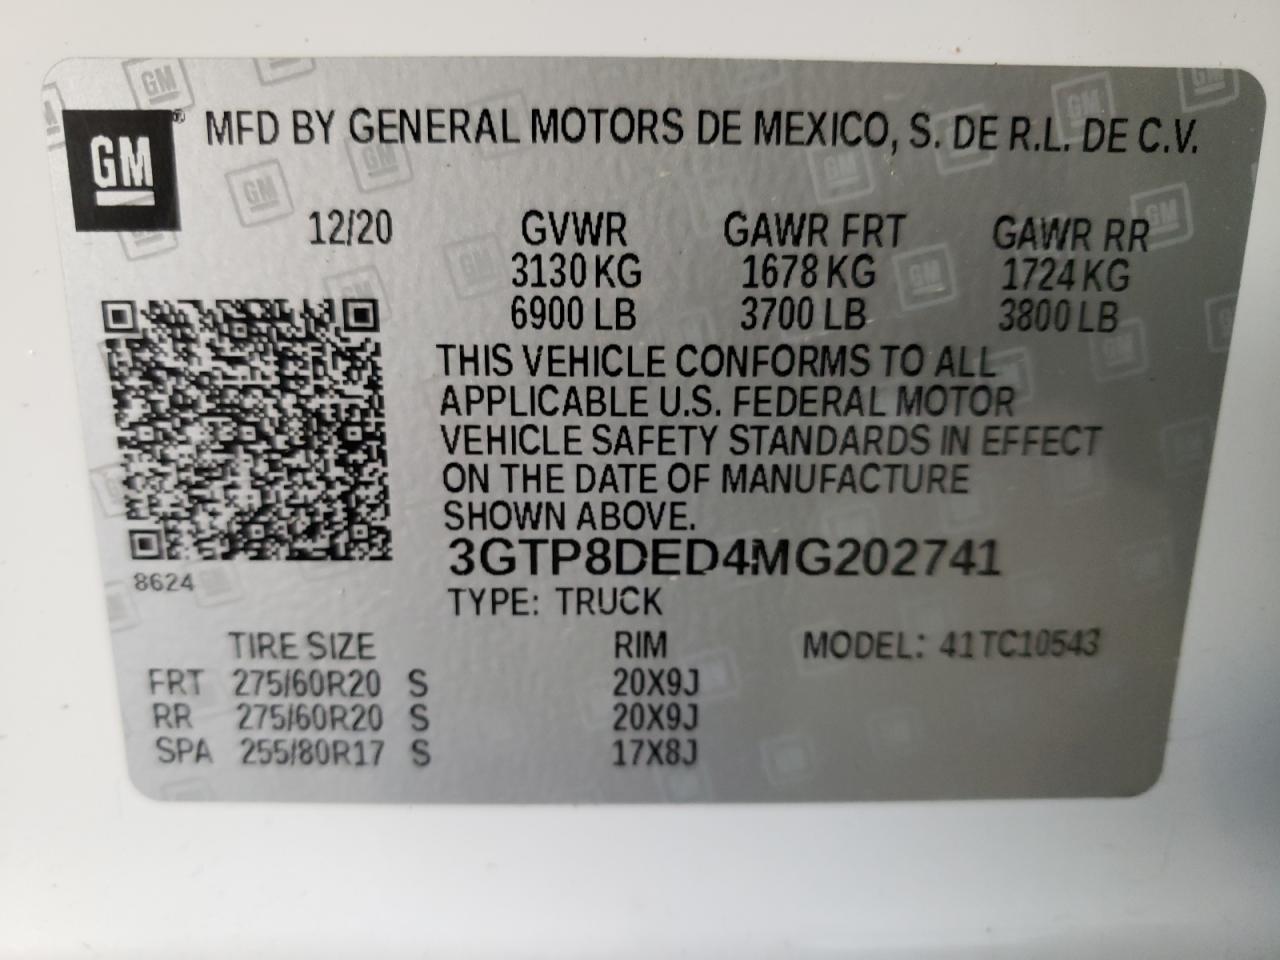 GM
MFD BY GENERAL MOTORS DE MEXICO, S. DE R.L. DE C.V.
12/20 GVWR GAWR FRT GAWR RR
3130 KG 1678 KG 1724 KG
6900 LB 3700 LB 3800 LB
THIS VEHICLE CONFORMS TO ALL
APPLICABLE U.S. FEDERAL MOTOR
VEHICLE SAFETY STANDARDS IN EFFECT
ON THE DATE OF MANUFACTURE
SHOWN ABOVE.
8624
3GTP8DED4MG202741
TYPE: TRUCK
TIRE SIZE RIM MODEL: 41TC10543
FRT 275/60R20 S 20X9J
RR 275/60R20 S 20X9J
SPA 255/80R17 S 17X8J